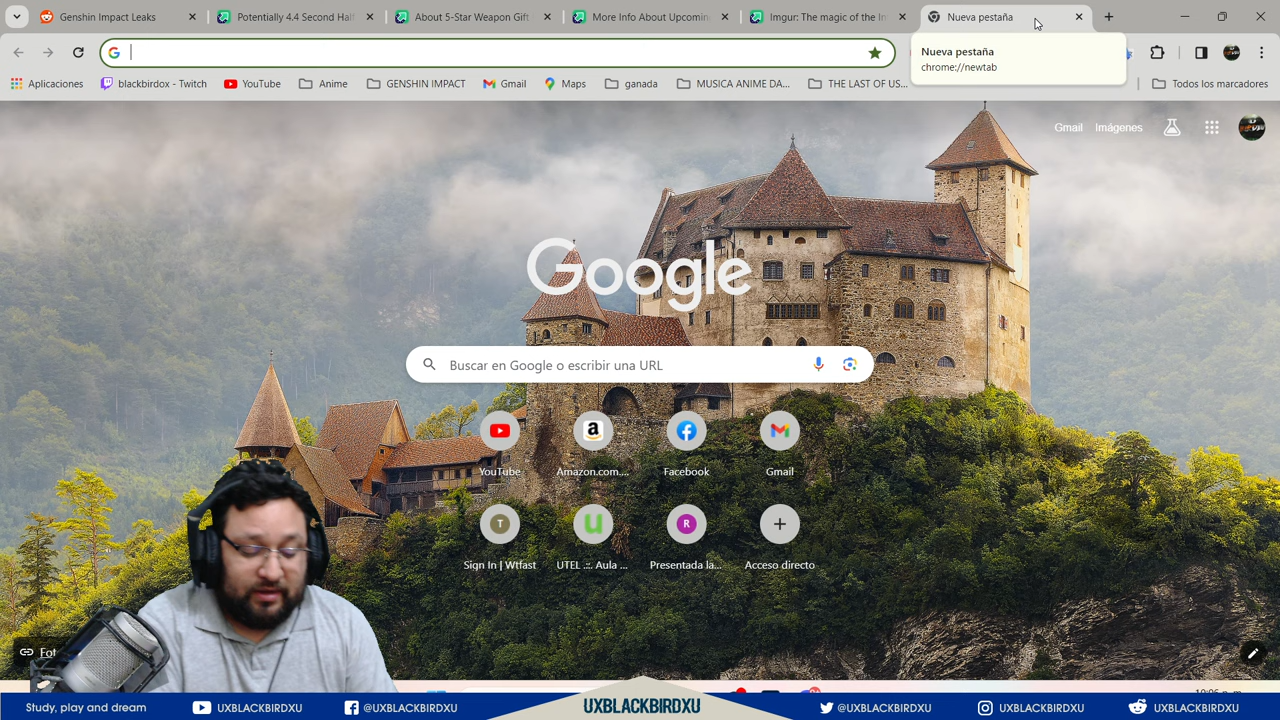 Genshin Impact Leaks
Potentially 4.4 Second Half
About 5-Star Weapon Gift
More Info About Upcomin
Imgur: The magic of the In
Nueva pestaña
Nueva pestaña
chrome://newtab
Aplicaciones
blackbirdox - Twitch
YouTube
Anime
GENSHIN IMPACT
Gmail
Maps
ganada
MUSICA ANIME DA...
THE LAST OF US...
Todos los marcadores
Gmail
Imágenes
Google
Buscar en Google o escribir una URL
YouTube
Amazon.com....
Facebook
Gmail
T
R
Sign In | Wtfast
UTEL .::. Aula ...
Presentada la...
Acceso directo
Fot
Study, play and dream
UXBLACKBIRDXU
@UXBLACKBIRDXU
UXBLACKBIRDXU
@UXBLACKBIRDXU
UXBLACKBIRDXU
UXBLACKBIRDXU